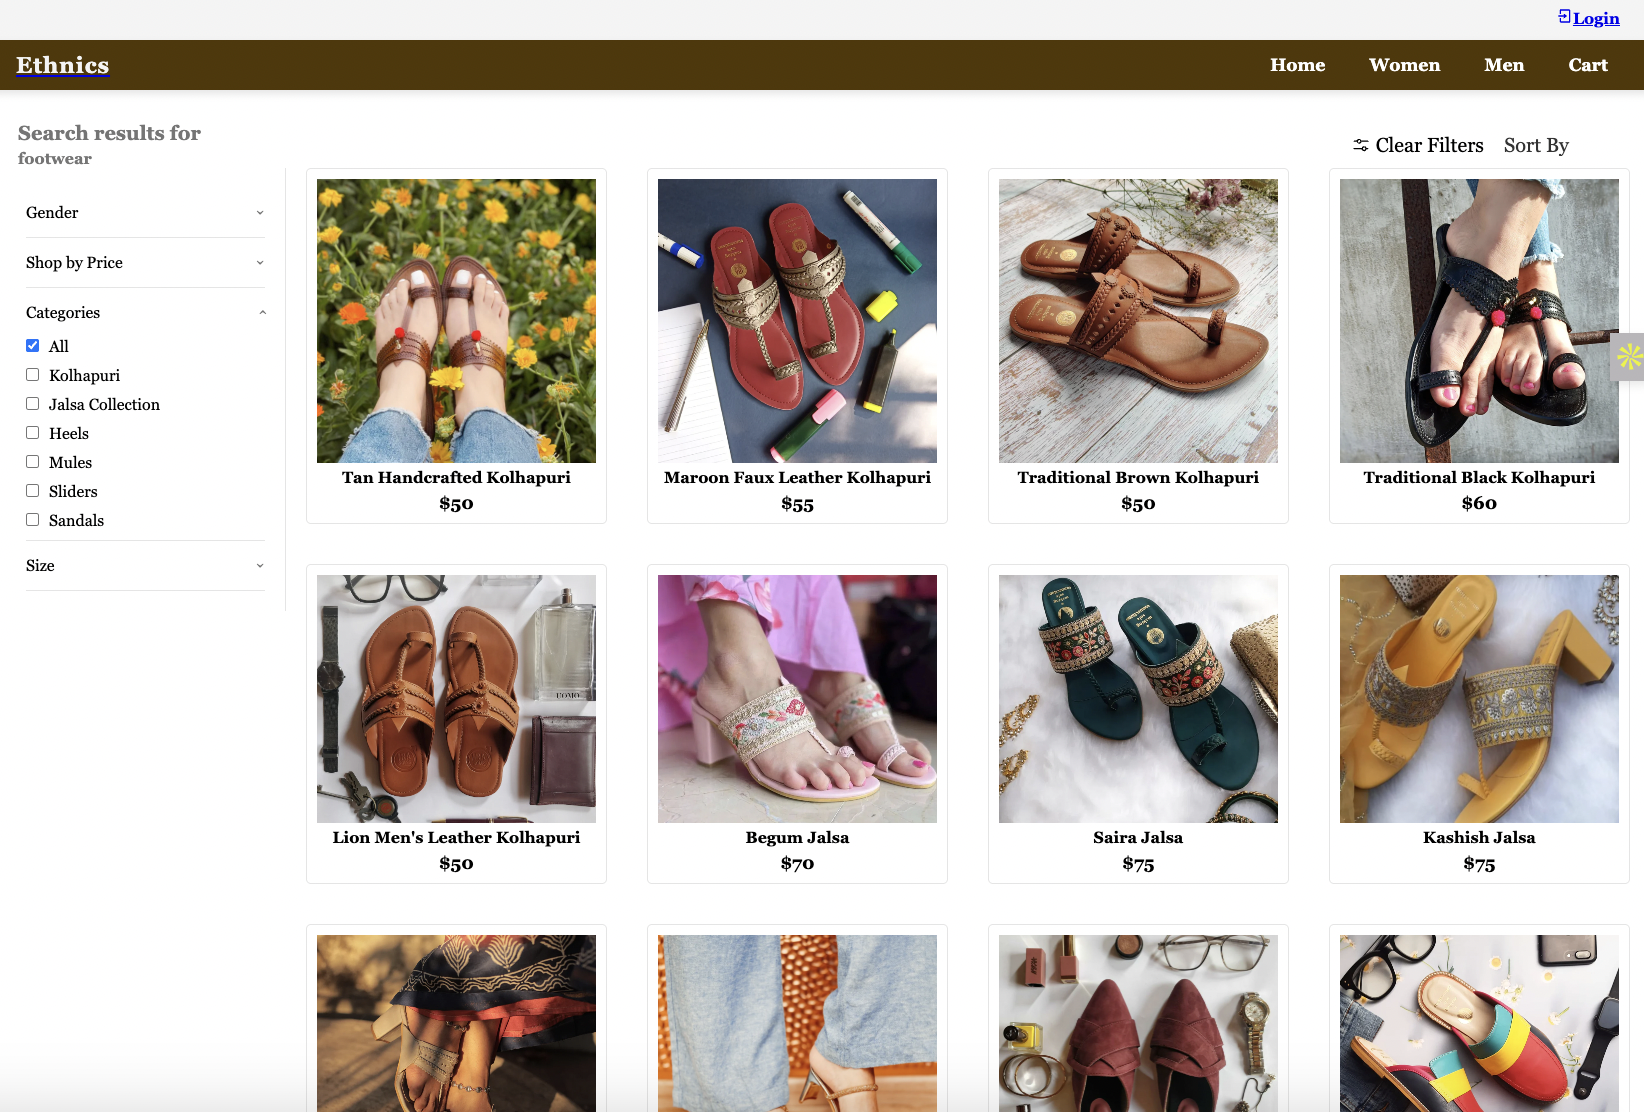 Login
Ethnics
Home
Women
Men
Cart
Search results for
footwear
Clear Filters
Sort By
Gender
Shop by Price
Categories
All
Kolhapuri
Jalsa Collection
Heels
Mules
Sliders
Sandals
Size
Tan Handcrafted Kolhapuri
$50
Maroon Faux Leather Kolhapuri
$55
Traditional Brown Kolhapuri
$50
Traditional Black Kolhapuri
$60
UOMO
Lion Men's Leather Kolhapuri
$50
Begum Jalsa
$70
Saira Jalsa
$75
Kashish Jalsa
$75